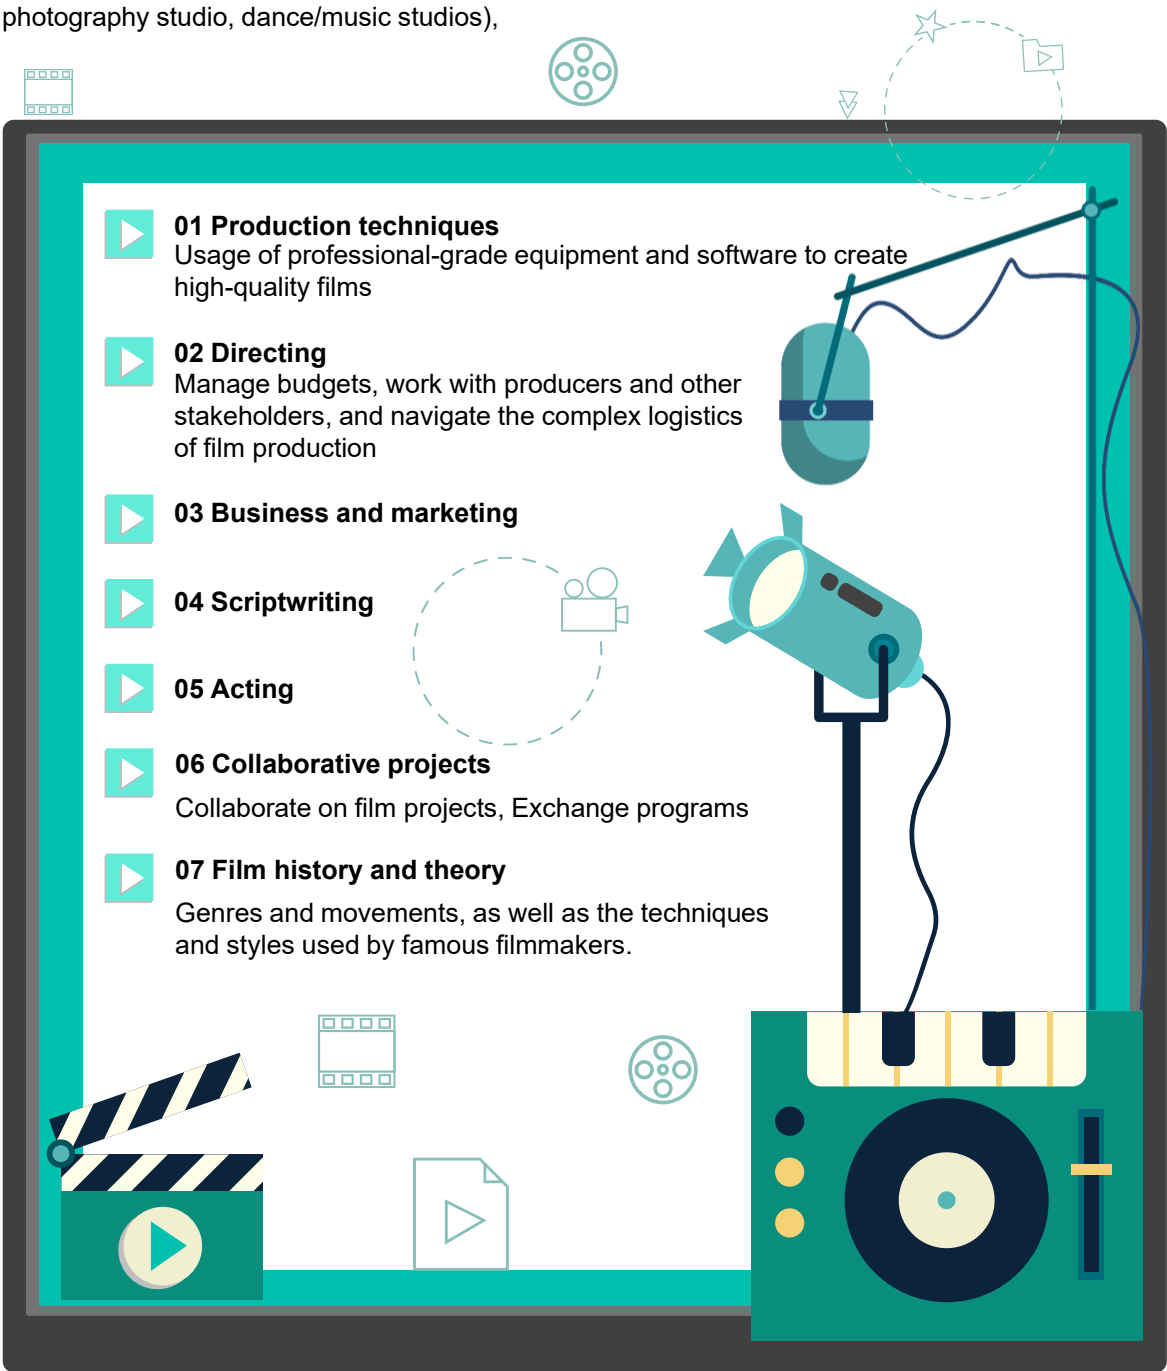 photography studio, dance/music studios),
01 Production techniques
Usage of professional-grade equipment and software to create
high-quality films
02 Directing
Manage budgets, work with producers and other
stakeholders, and navigate the complex logistics
of film production
03 Business and marketing
04 Scriptwriting
05 Acting
06 Collaborative projects
Collaborate on film projects, Exchange programs
07 Film history and theory
Genres and movements, as well as the techniques
and styles used by famous filmmakers.